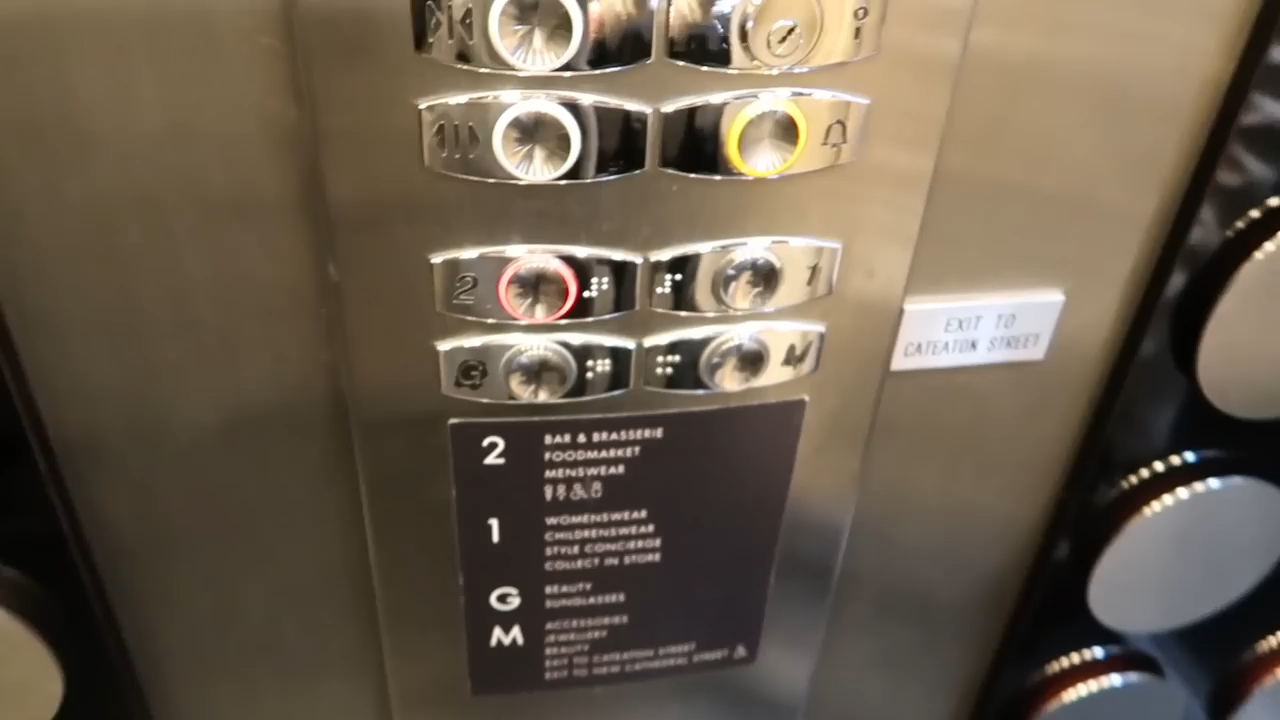 2
1
G
M
EXIT TO
CATEATON STREET
2
BAR & BRASSERIE
FOODMARKET
MENSWEAR
1
WOMENSWEAR
CHILDRENSWEAR
STYLE CONCIERGE
COLLECT IN STORE
G
BEAUTY
SUNGLASSES
M
ACCESSORIES
JEWELLERY
BEAUTY
EXIT TO CATEATON STREET
EXIT TO NEW CATHEDRAL STREET